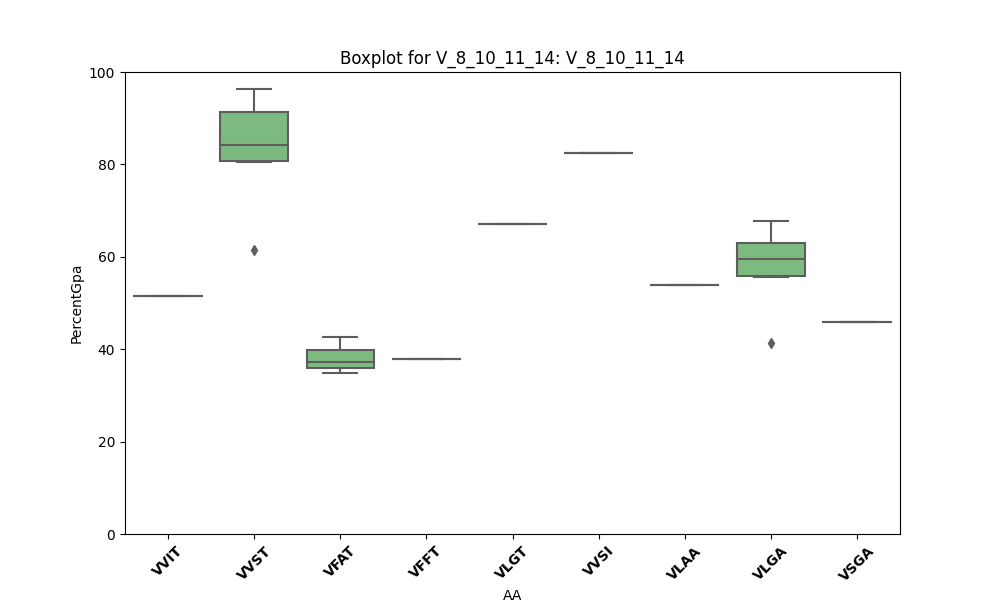 Boxplot for V_8_10_11_14: V_8_10_11_14
100
80
60
40
20
0
PercentGpa
VVIT VVST VFAT VFFT VLGT VVSI VLAA VLGA VSGA
AA